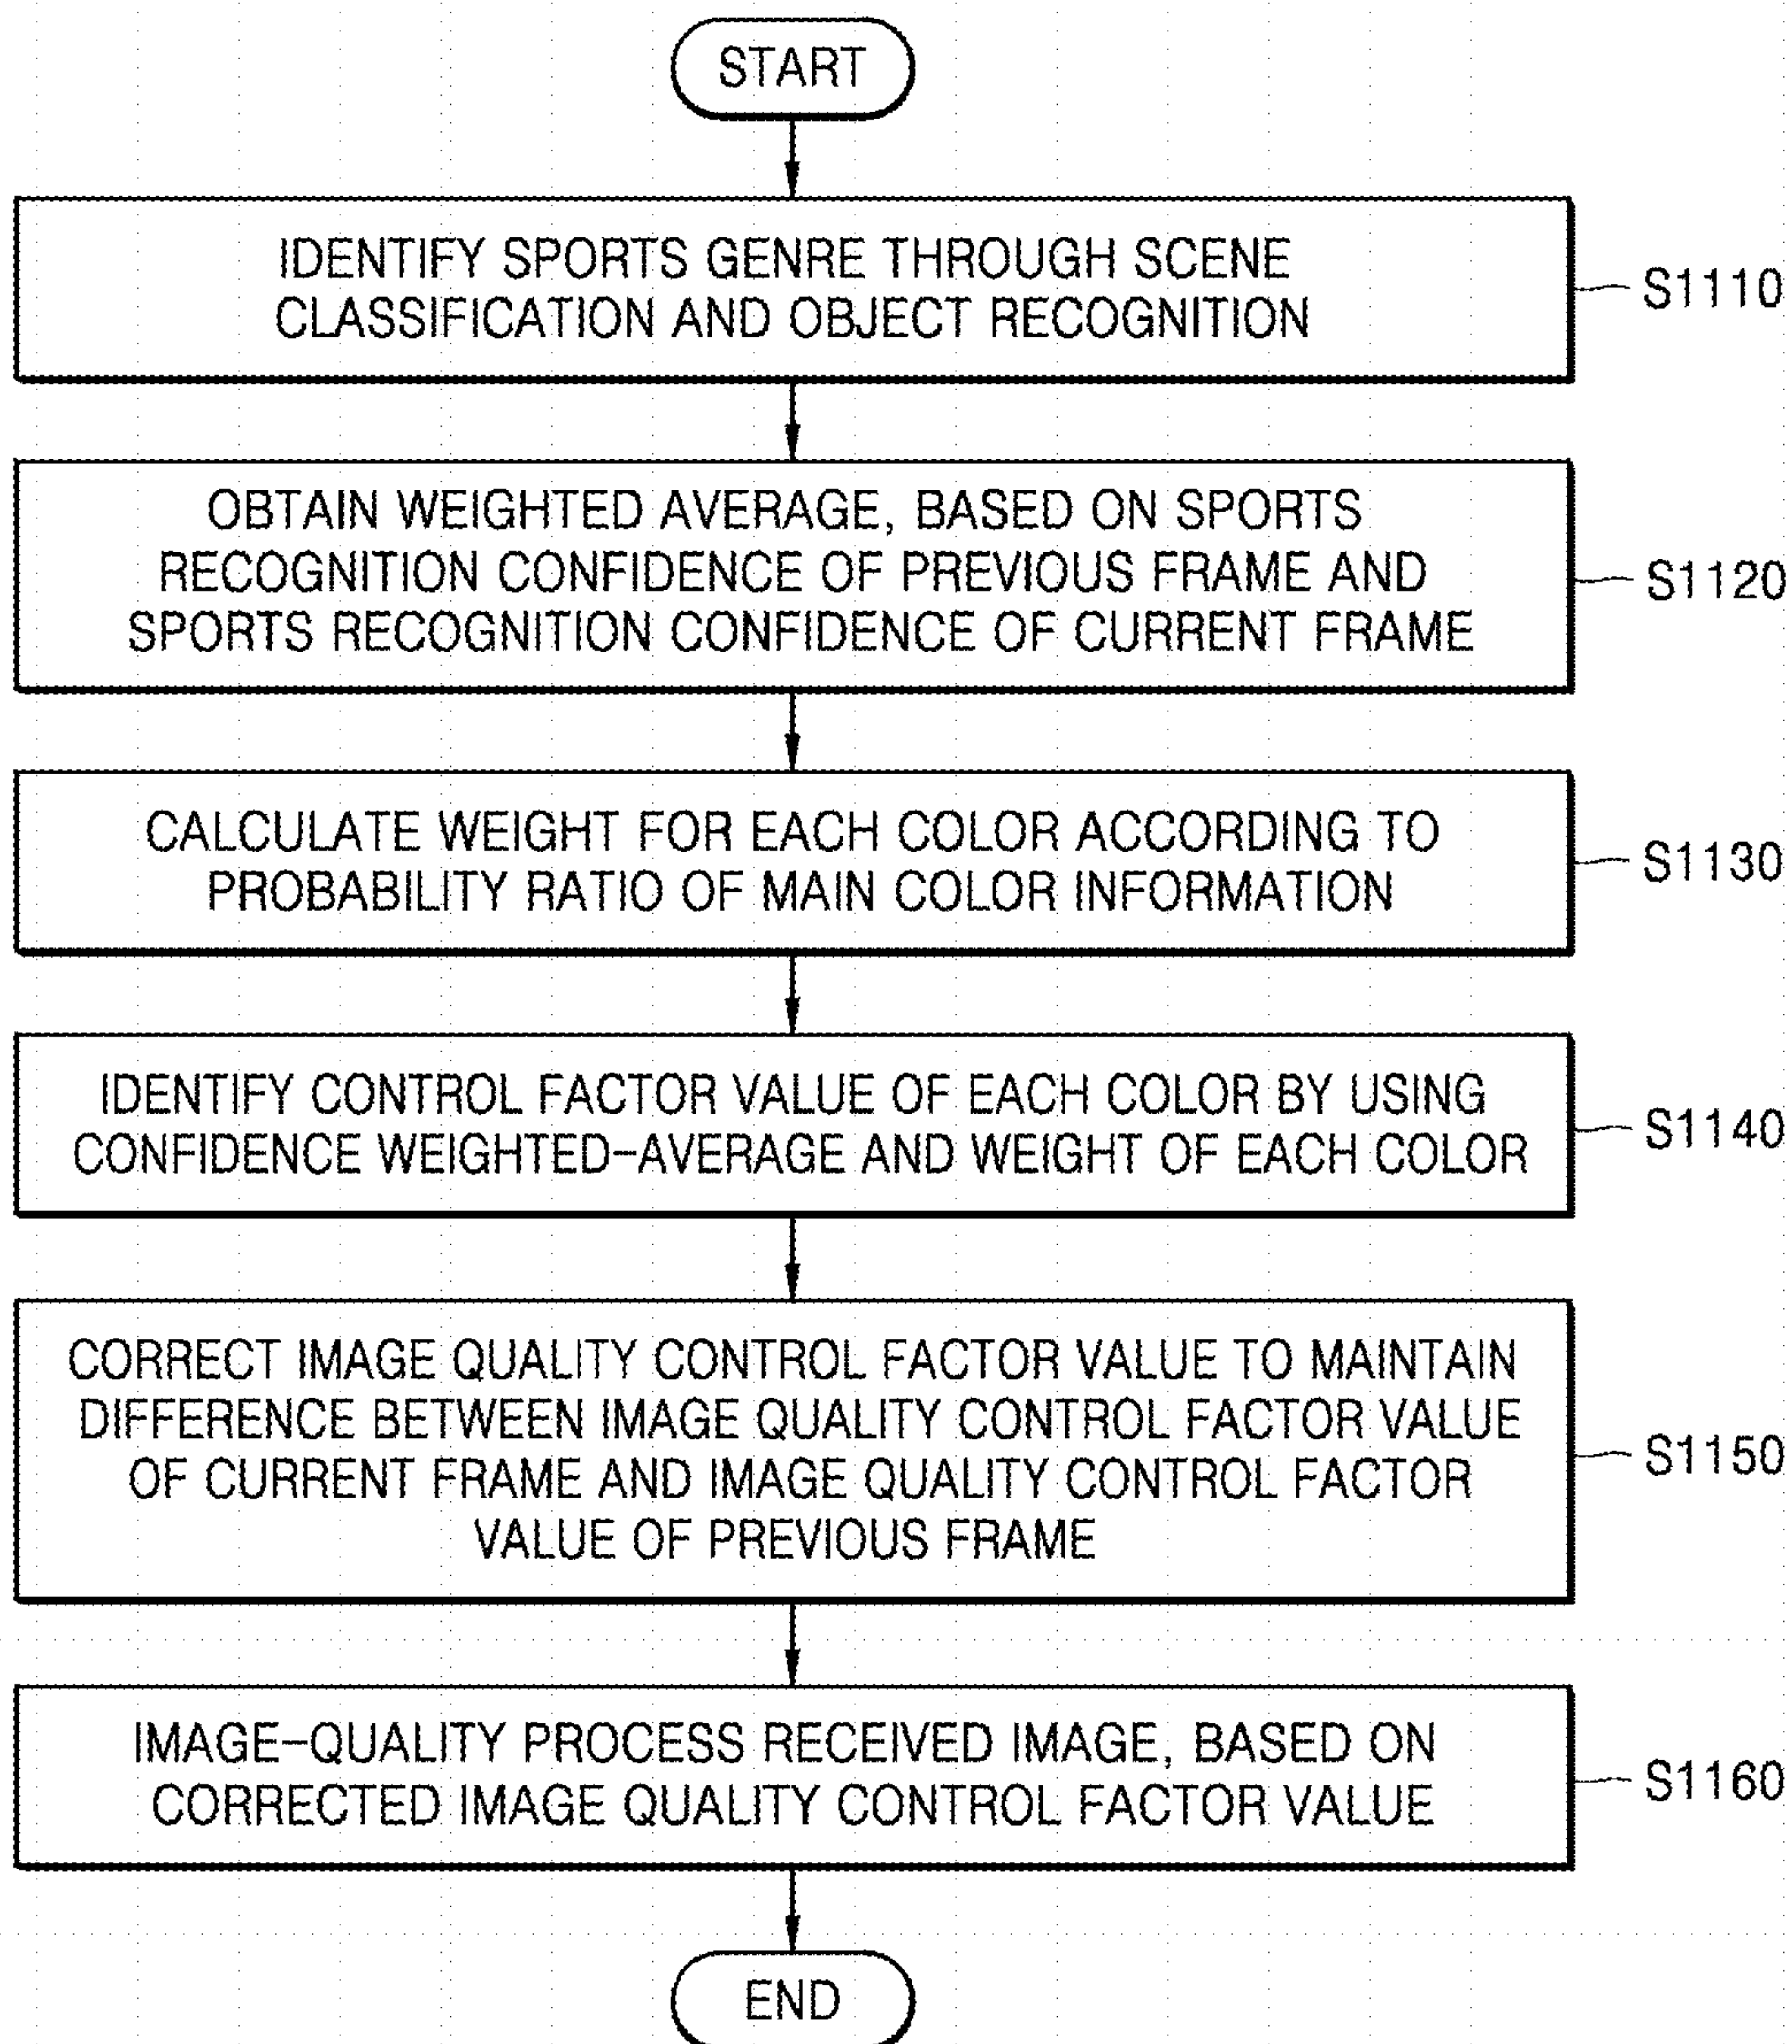 START
IDENTIFY SPORTS GENRE THROUGH SCENE
CLASSIFICATION AND OBJECT RECOGNITION
S1110
OBTAIN WEIGHTED AVERAGE, BASED ON SPORTS
RECOGNITION CONFIDENCE OF PREVIOUS FRAME AND
SPORTS RECOGNITION CONFIDENCE OF CURRENT FRAME
S1120
CALCULATE WEIGHT FOR EACH COLOR ACCORDING TO
PROBABILITY RATIO OF MAIN COLOR INFORMATION
S1130
IDENTIFY CONTROL FACTOR VALUE OF EACH COLOR BY USING
CONFIDENCE WEIGHTED-AVERAGE AND WEIGHT OF EACH COLOR
S1140
CORRECT IMAGE QUALITY CONTROL FACTOR VALUE TO MAINTAIN
DIFFERENCE BETWEEN IMAGE QUALITY CONTROL FACTOR VALUE
OF CURRENT FRAME AND IMAGE QUALITY CONTROL FACTOR
VALUE OF PREVIOUS FRAME
S1150
IMAGE-QUALITY PROCESS RECEIVED IMAGE, BASED ON
CORRECTED IMAGE QUALITY CONTROL FACTOR VALUE
S1160
END